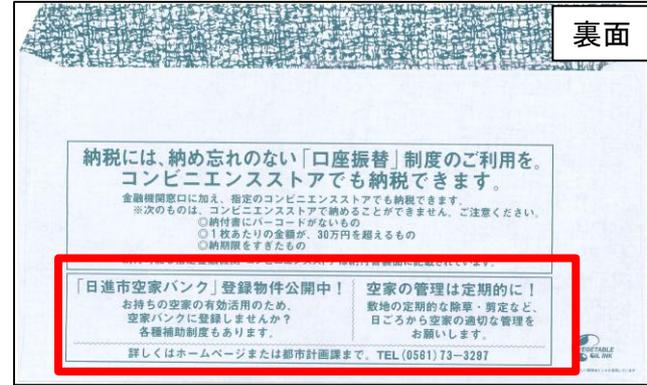 裏面
納税には、納め忘れのない「口座振替」制度のご利用を。
コンビニエンスストアでも納税できます。
金融機関窓口に加え、指定のコンビニエンスストアでも納税できます。
※次のものは、コンビニエンスストアで納めることができません。ご注意ください。
◎納付書にバーコードがないもの
◎1枚あたりの金額が、30万円を超えるもの
◎納期限をすぎたもの
「日進市空家バンク」登録物件公開中！
お持ちの空家の有効活用のため、
空家バンクに登録しませんか？
各種補助制度もあります。
空家の管理は定期的に！
敷地の定期的な除草・剪定など、
日ごろから空家の適切な管理を
お願いします。
詳しくはホームページまたは都市計画課まで。TEL(0561)73−3297
VEGETABLE
OIL INK